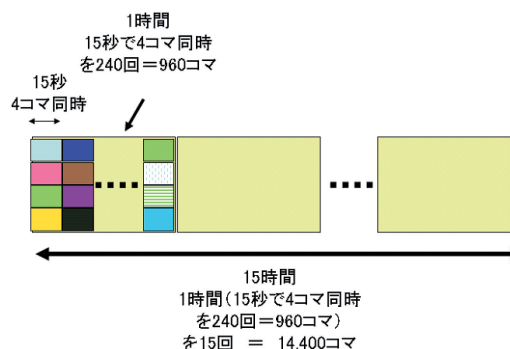 1時間
15秒で4コマ同時
を240回＝960コマ
15秒
4コマ同時
15時間
1時間(15秒で4コマ同時
を240回＝960コマ)
を15回 ＝ 14,400コマ